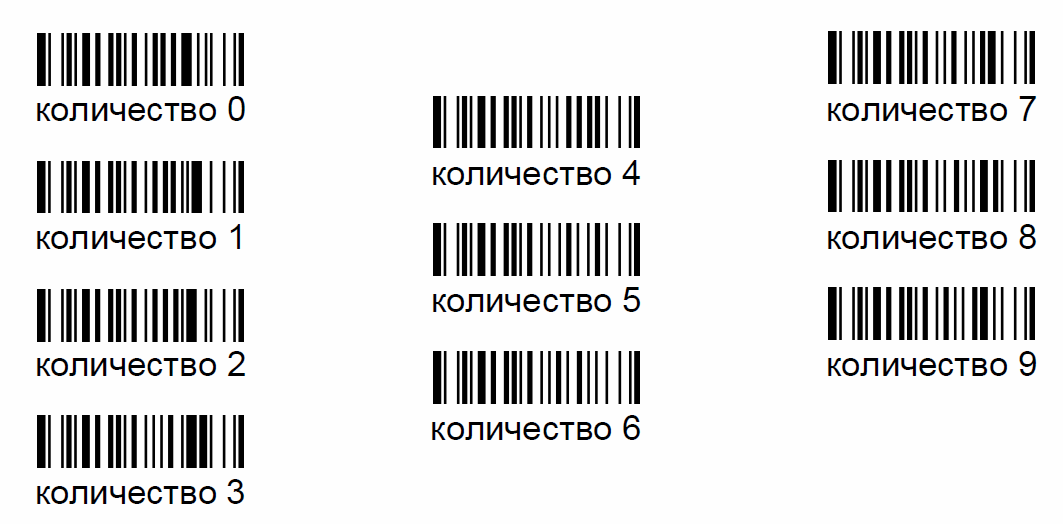 количество 0
количество 1
количество 2
количество 3
количество 4
количество 5
количество 6
количество 7
количество 8
количество 9